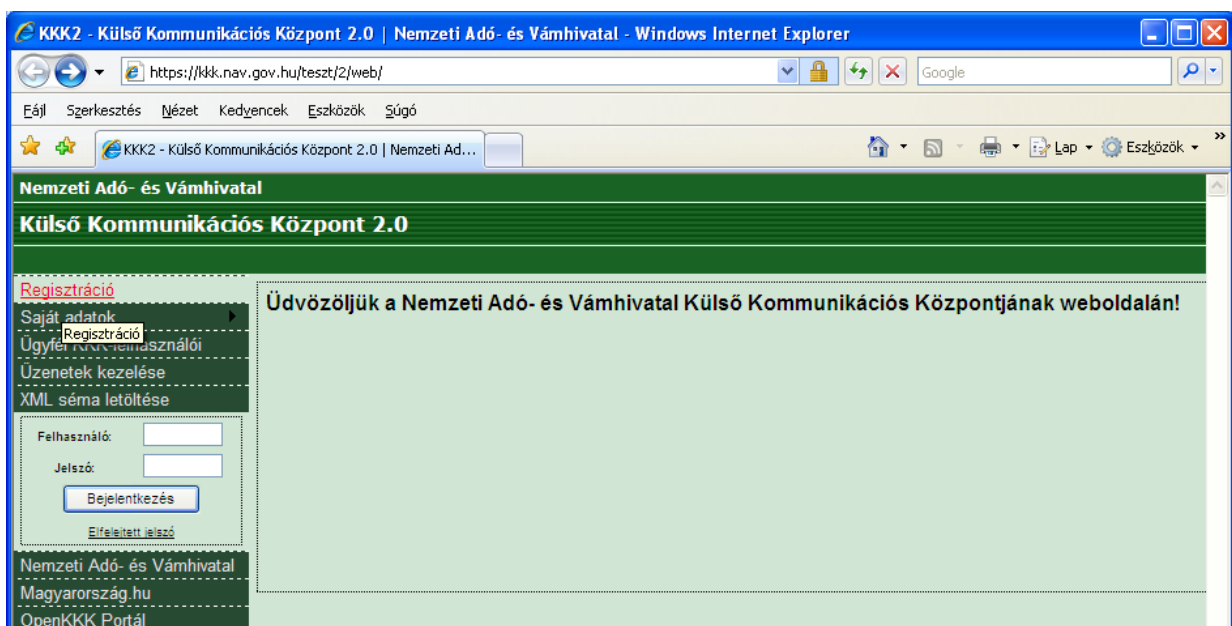 KKK2 - Külső Kommunikációs Központ 2.0 | Nemzeti Adó- és Vámhivatal - Windows Internet Explorer
https://kkk.nav.gov.hu/teszt/2/web/
Google
Fájl Szerkesztés Nézet Kedvencek Eszközök Súgó
KKK2 - Külső Kommunikációs Központ 2.0 | Nemzeti Ad...
Lap Eszközök »
Nemzeti Adó- és Vámhivatal
Külső Kommunikációs Központ 2.0
Regisztráció
Saját adatok
Regisztráció
Ügyfél KKK-felhasználói
Üzenetek kezelése
XML séma letöltése
Felhasználó:
Jelszó:
Bejelentkezés
Elfelejtett jelszó
Nemzeti Adó- és Vámhivatal
Magyarország.hu
OpenKKK Portál
Üdvözöljük a Nemzeti Adó- és Vámhivatal Külső Kommunikációs Központjának weboldalán!